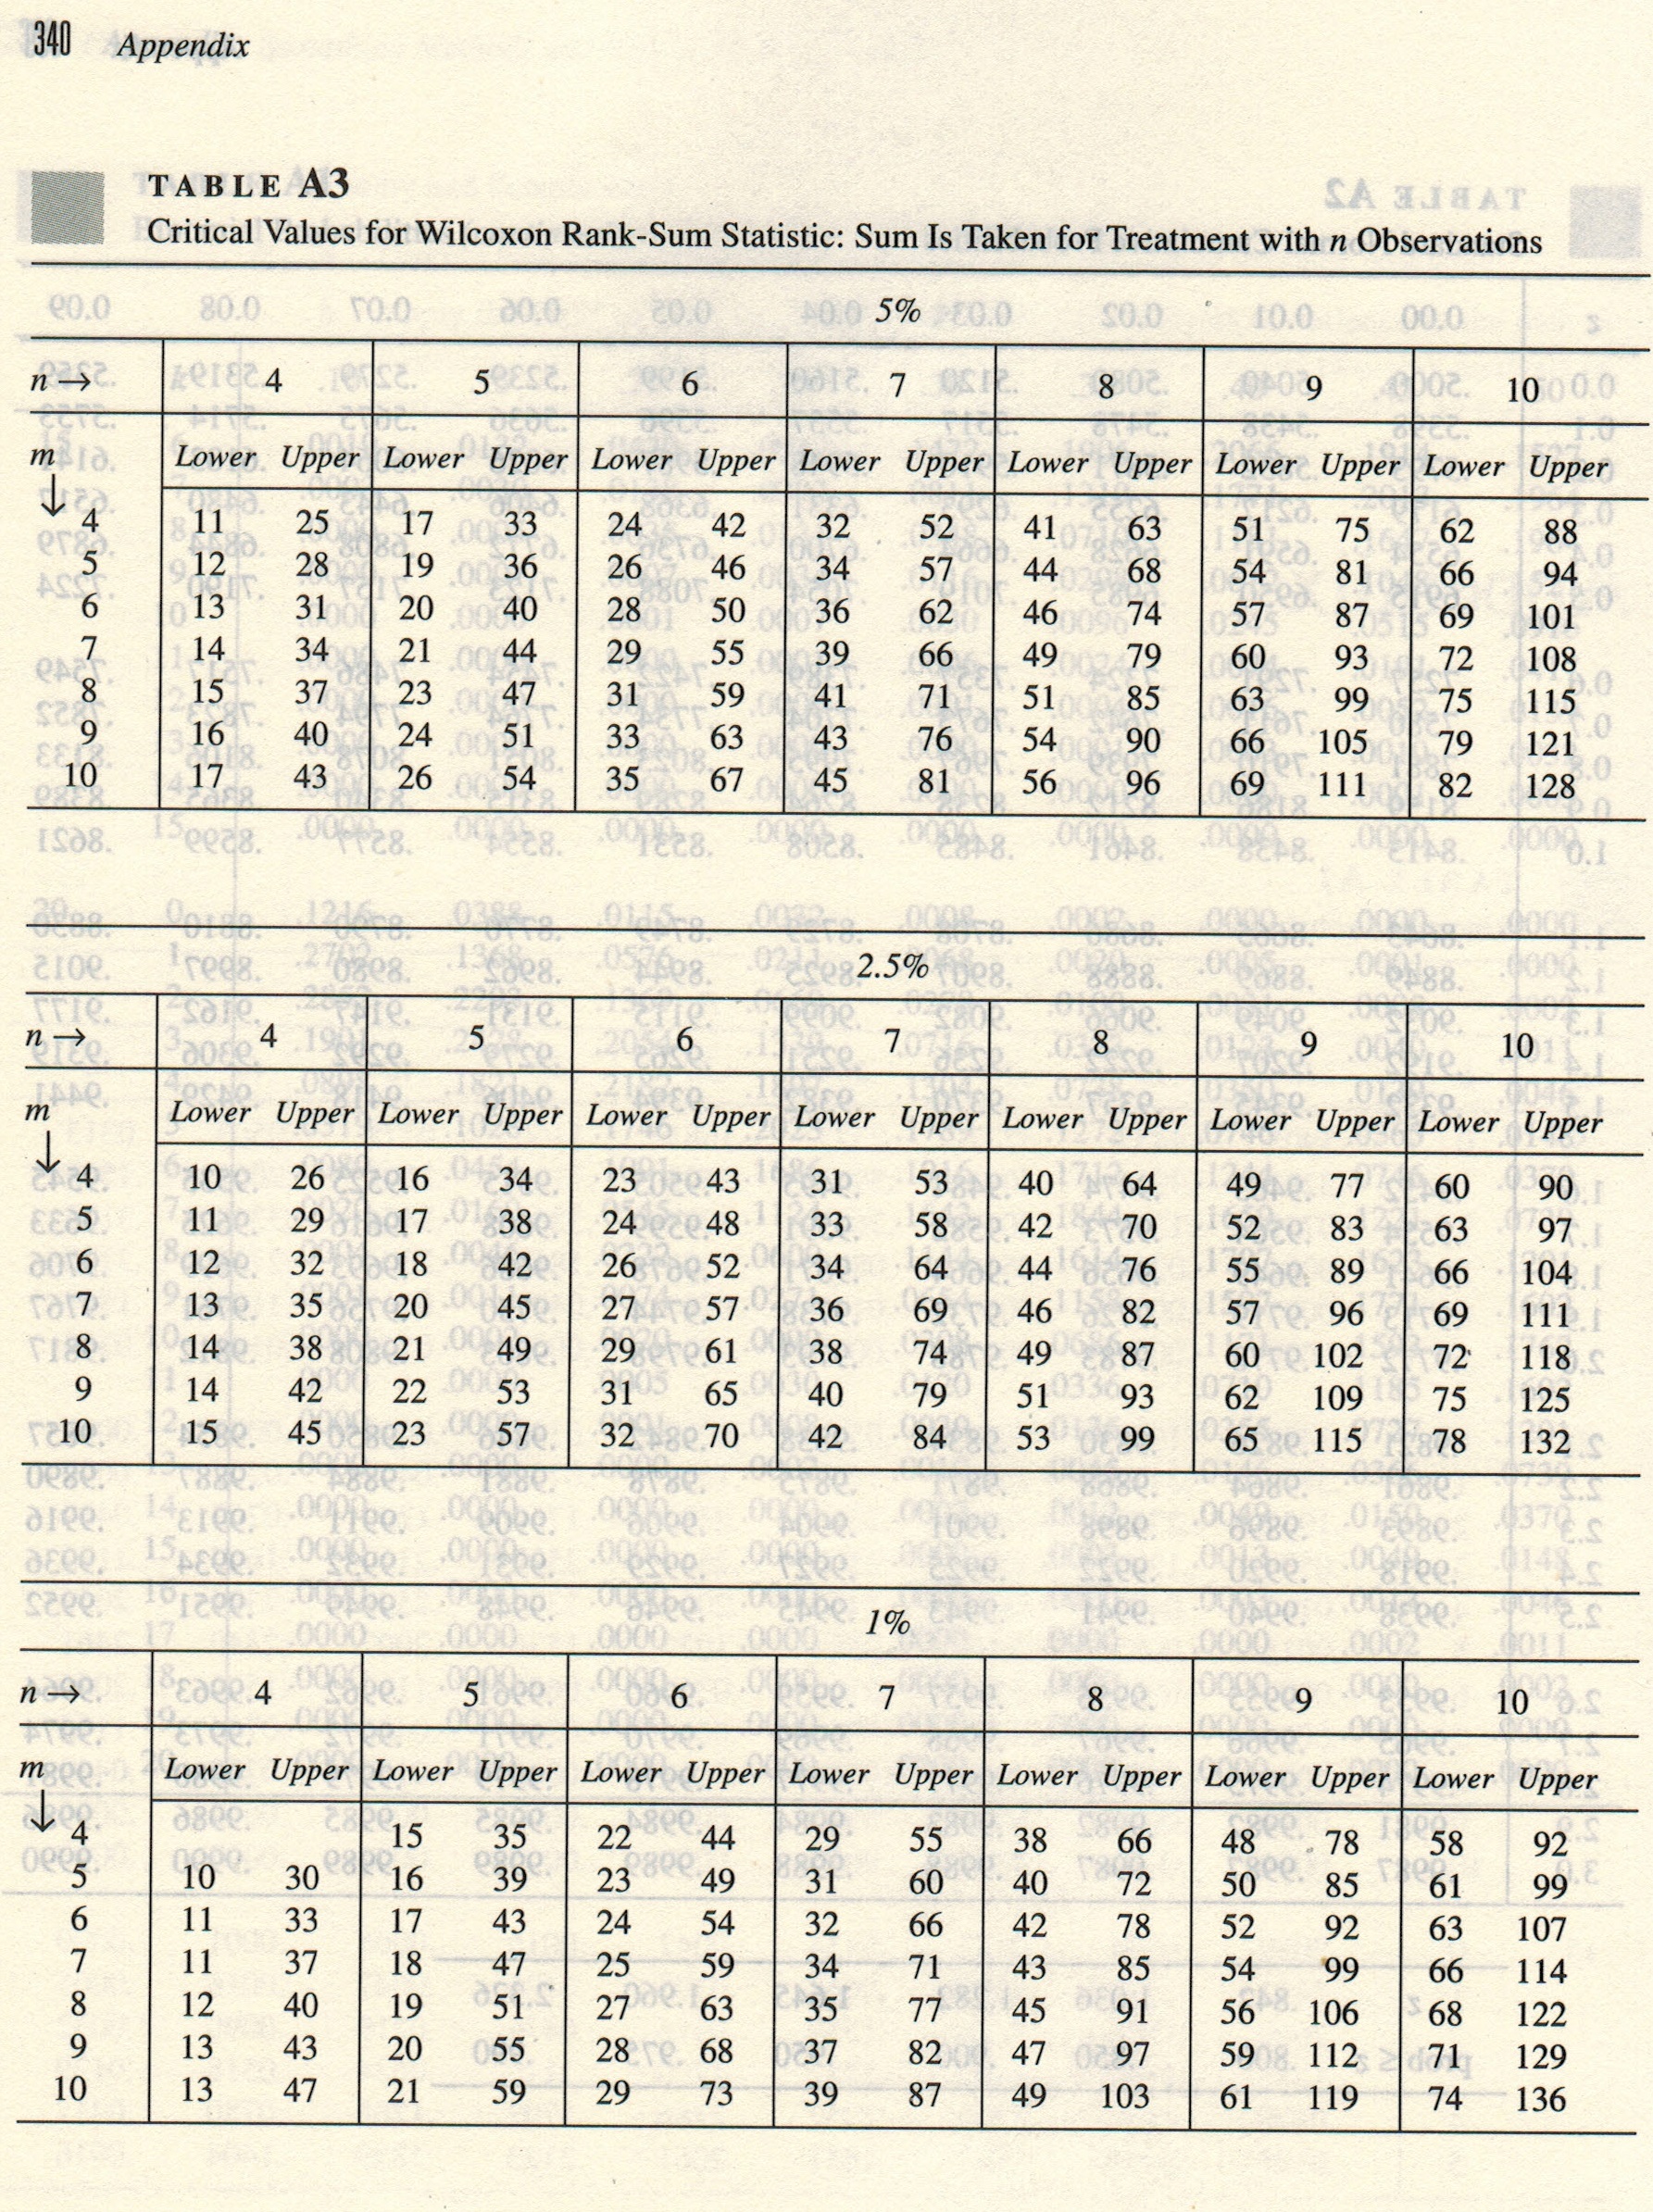 340 Appendix
TABLE A3
Critical Values for Wilcoxon Rank-Sum Statistic: Sum Is Taken for Treatment with n Observations
5%
n → 4 5 6 7 8 9 10
m Lower Upper Lower Upper Lower Upper Lower Upper Lower Upper Lower Upper Lower Upper
↓
4 11 25 17 33 24 42 32 52 41 63 51 75 62 88
5 12 28 19 36 26 46 34 57 44 68 54 81 66 94
6 13 31 20 40 28 50 36 62 46 74 57 87 69 101
7 14 34 21 44 29 55 39 66 49 79 60 93 72 108
8 15 37 23 47 31 59 41 71 51 85 63 99 75 115
9 16 40 24 51 33 63 43 76 54 90 66 105 79 121
10 17 43 26 54 35 67 45 81 56 96 69 111 82 128
2.5%
n → 4 5 6 7 8 9 10
m Lower Upper Lower Upper Lower Upper Lower Upper Lower Upper Lower Upper Lower Upper
↓
4 10 26 16 34 23 43 31 53 40 64 49 77 60 90
5 11 29 17 38 24 48 33 58 42 70 52 83 63 97
6 12 32 18 42 26 52 34 64 44 76 55 89 66 104
7 13 35 20 45 27 57 36 69 46 82 57 96 69 111
8 14 38 21 49 29 61 38 74 49 87 60 102 72 118
9 14 42 22 53 31 65 40 79 51 93 62 109 75 125
10 15 45 23 57 32 70 42 84 53 99 65 115 78 132
1%
n → 4 5 6 7 8 9 10
m Lower Upper Lower Upper Lower Upper Lower Upper Lower Upper Lower Upper Lower Upper
↓
4 15 35 22 44 29 55 38 66 48 78 58 92
5 10 30 16 39 23 49 31 60 40 72 50 85 61 99
6 11 33 17 43 24 54 32 66 42 78 52 92 63 107
7 11 37 18 47 25 59 34 71 43 85 54 99 66 114
8 12 40 19 51 27 63 35 77 45 91 56 106 68 122
9 13 43 20 55 28 68 37 82 47 97 59 112 71 129
10 13 47 21 59 29 73 39 87 49 103 61 119 74 136